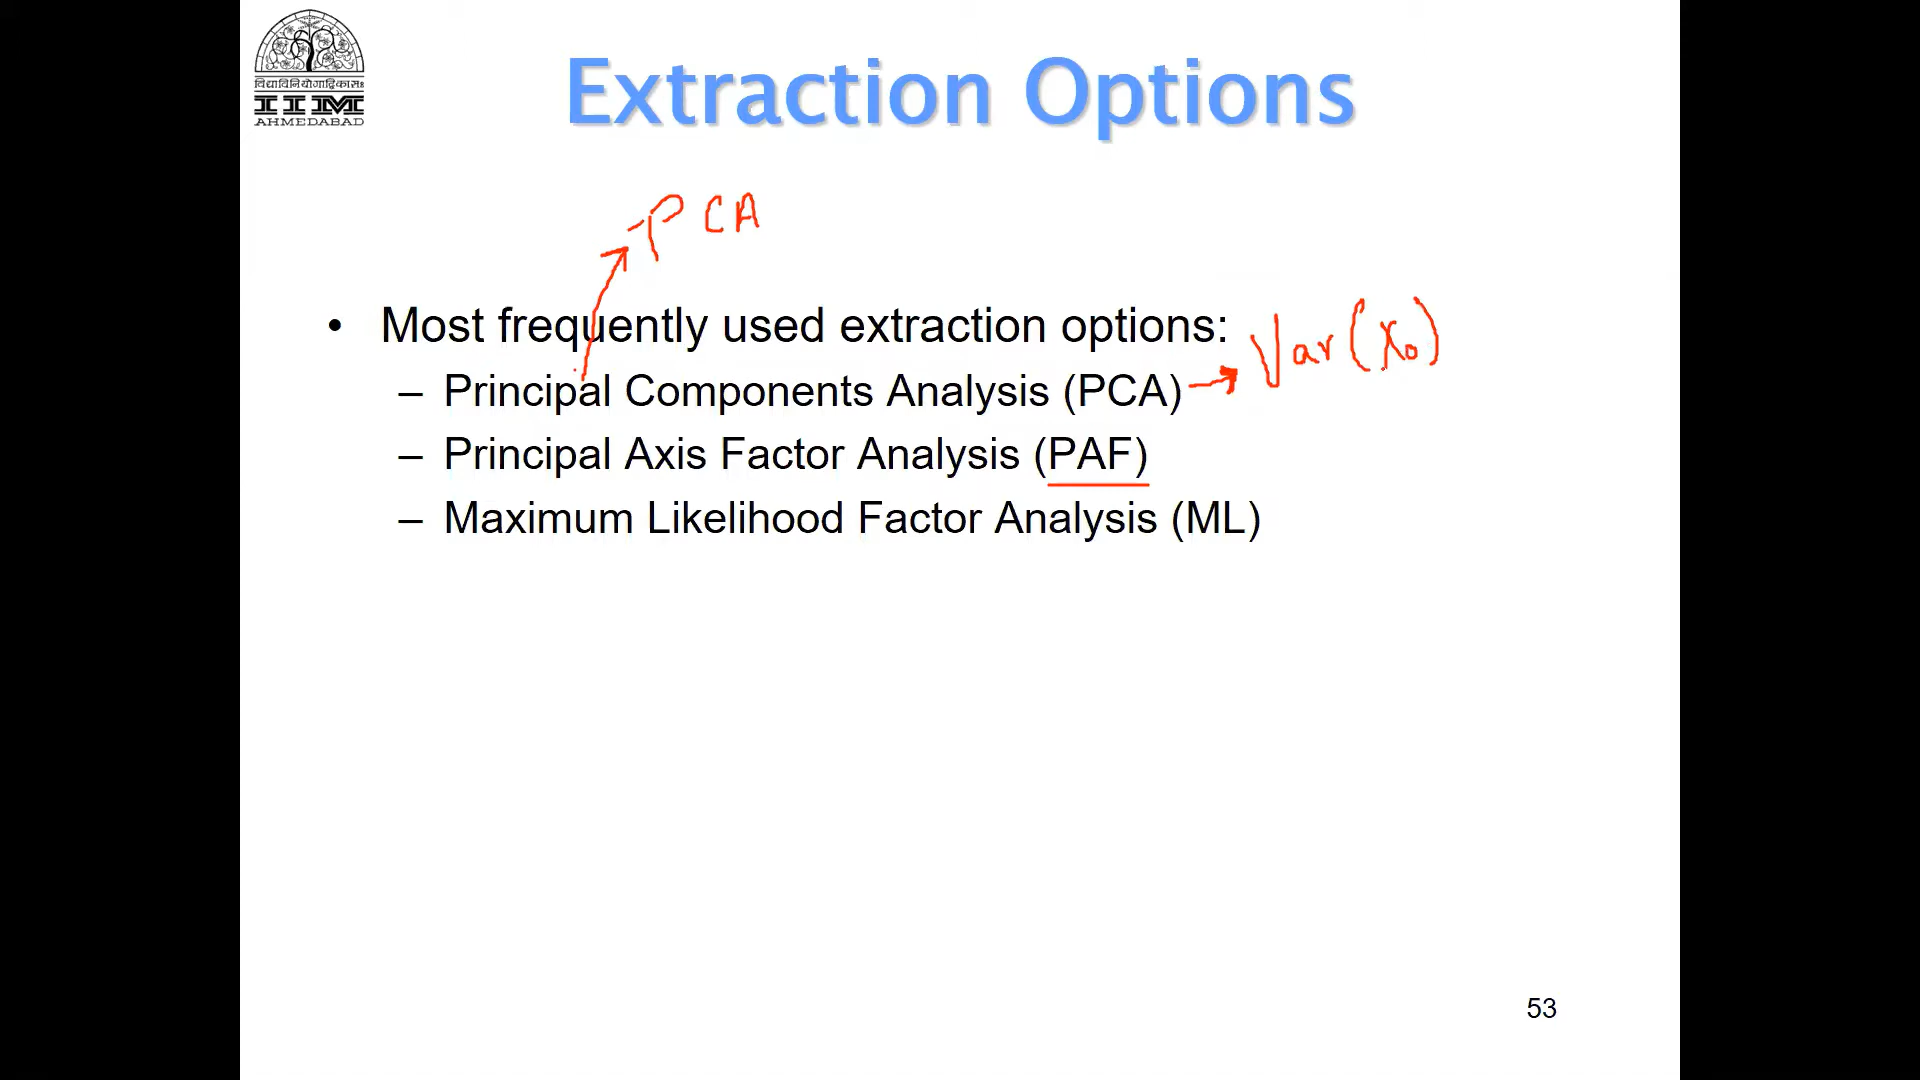 विद्याविनियोगाद्विकासः
IIM
AHMEDABAD
Extraction Options
PCA
• Most frequently used extraction options:
– Principal Components Analysis (PCA) → Var(X₀)
– Principal Axis Factor Analysis (PAF)
– Maximum Likelihood Factor Analysis (ML)
53